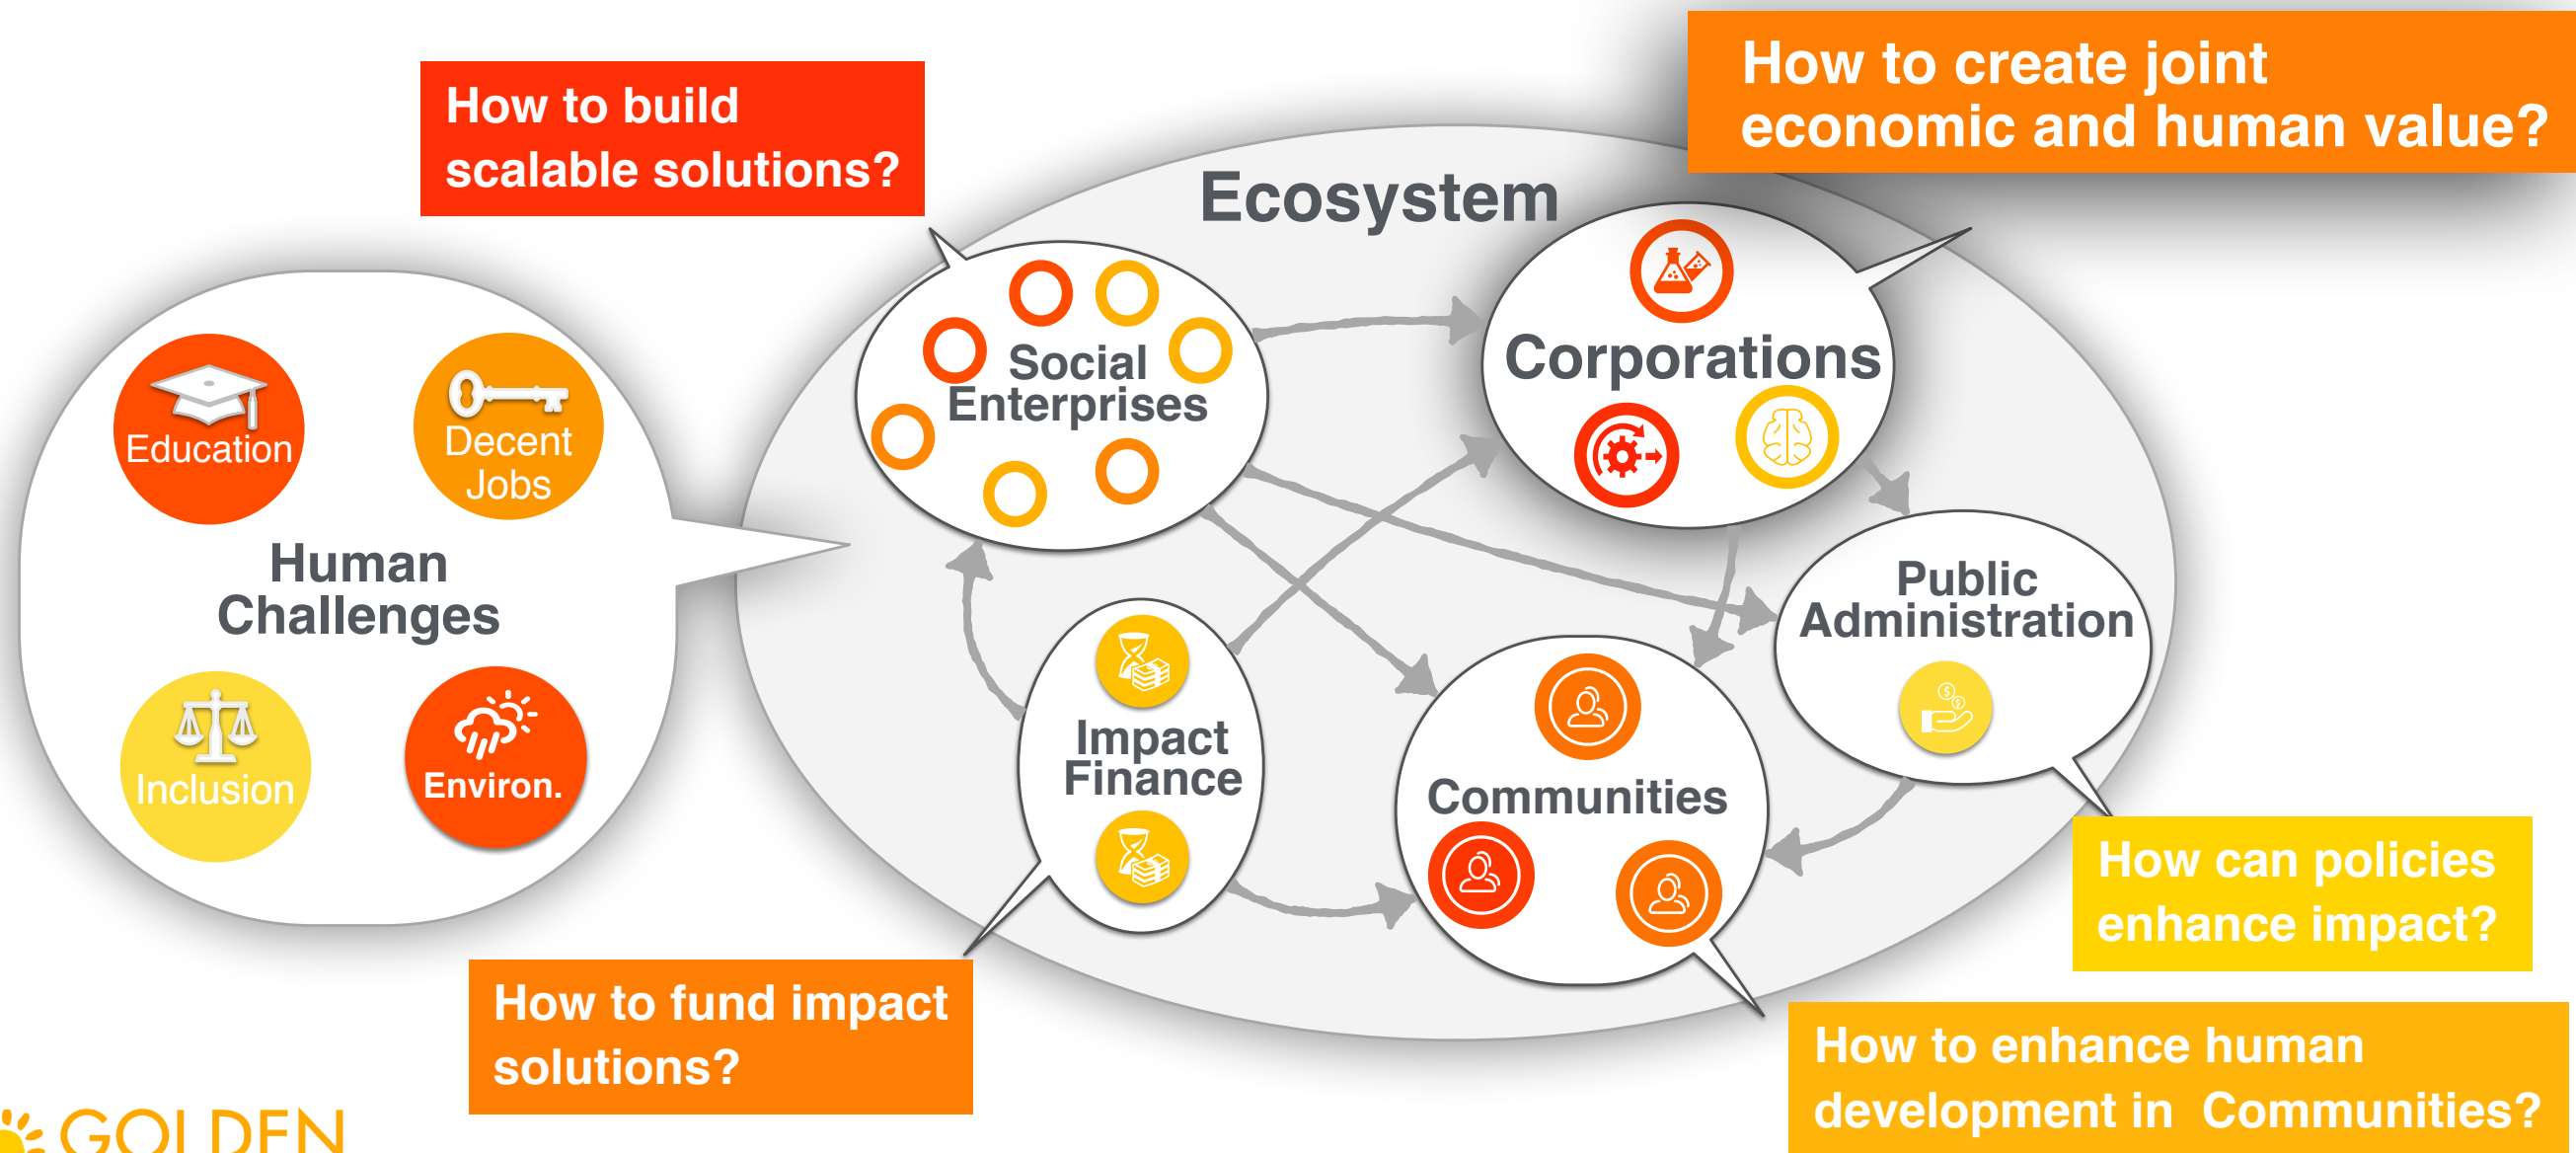 How to create joint
economic and human value?
How to build
scalable solutions?
Ecosystem
Social
Enterprises
Corporations
Education
Decent
Jobs
Human
Challenges
Inclusion
Environ.
Public
Administration
Impact
Finance
Communities
How can policies
enhance impact?
How to fund impact
solutions?
How to enhance human
development in  Communities?
GOLDEN